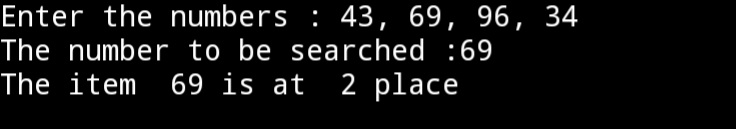 Enter the numbers : 43, 69, 96, 34
The number to be searched :69
The item  69 is at  2 place